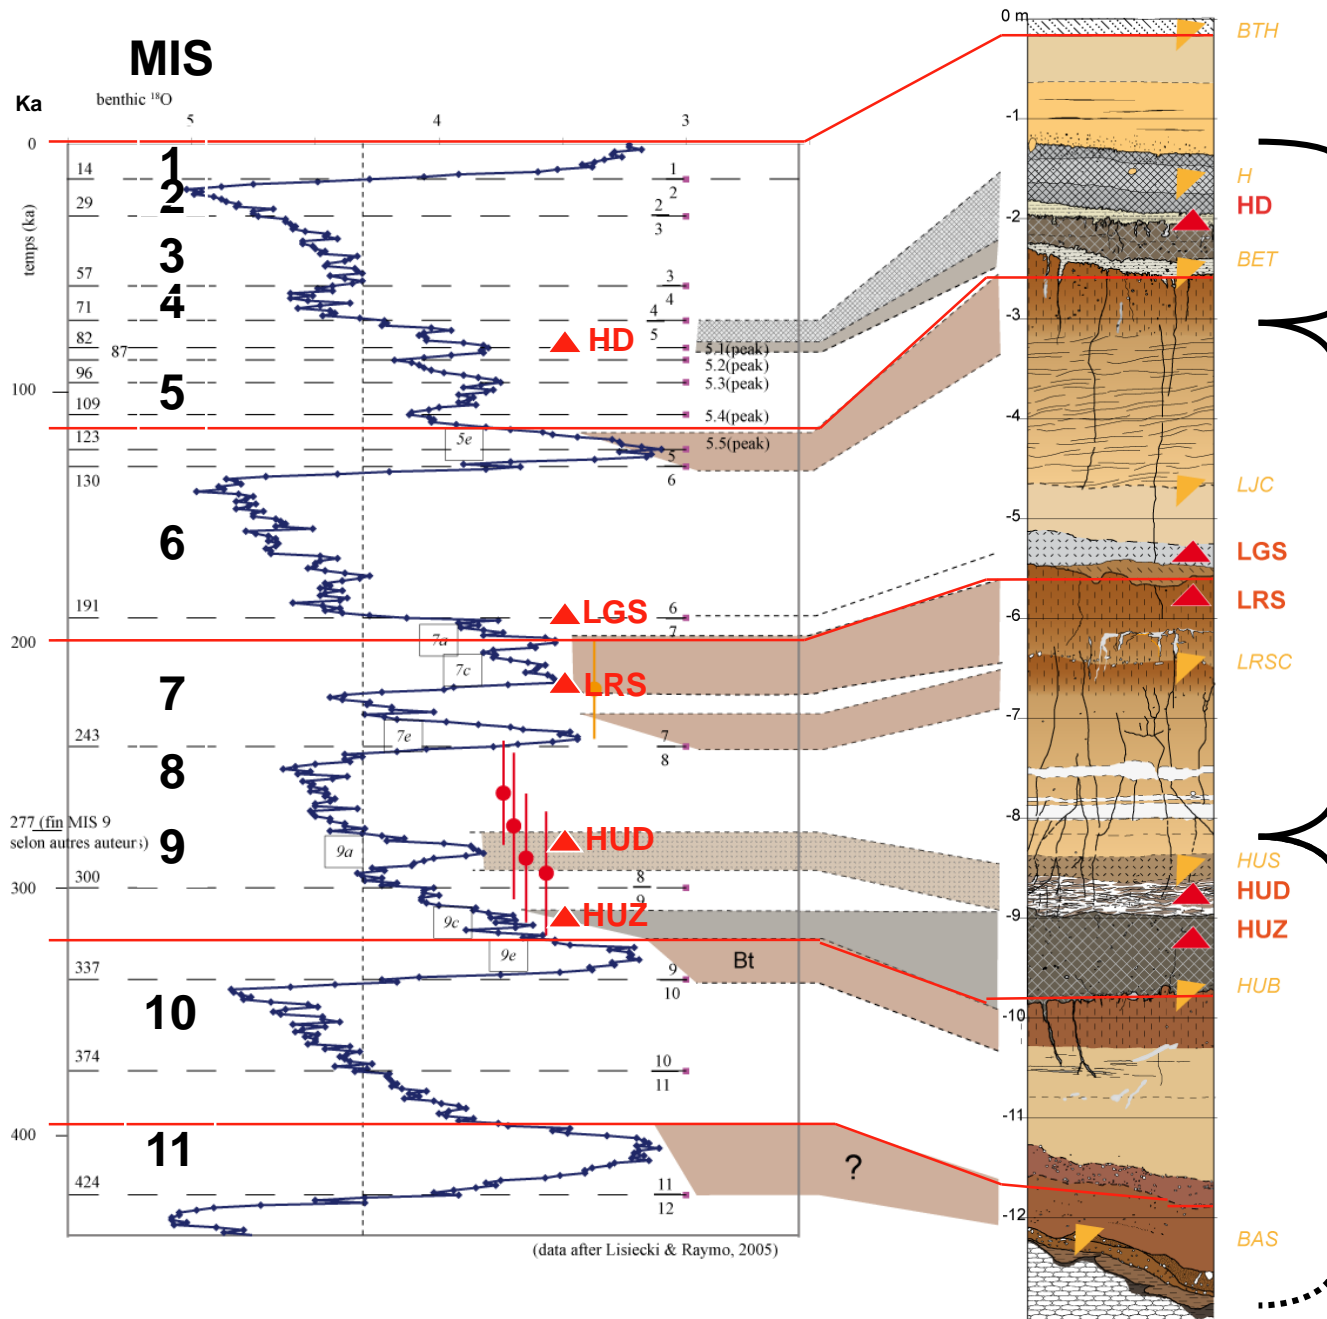 MIS
Ka
benthic ¹⁸O
5
4
3
temps (ka)
0
14
29
57
71
82
87
96
100
109
123
130
191
200
243
277 (fin MIS 9
selon autres auteurs)
300
337
374
400
424
1
2
3
4
5
6
7
8
9
10
11
5e
7a
7c
7e
9a
9c
9e
1
2
2
3
3
4
4
5
5.1(peak)
5.2(peak)
5.3(peak)
5.4(peak)
5.5(peak)
5
6
6
7
7
8
8
9
9
10
10
11
11
12
HD
LGS
LRS
HUD
HUZ
Bt
?
(data after Lisiecki & Raymo, 2005)
0 m
-1
-2
-3
-4
-5
-6
-7
-8
-9
-10
-11
-12
BTH
H
HD
BET
LJC
LGS
LRS
LRSC
HUS
HUD
HUZ
HUB
BAS